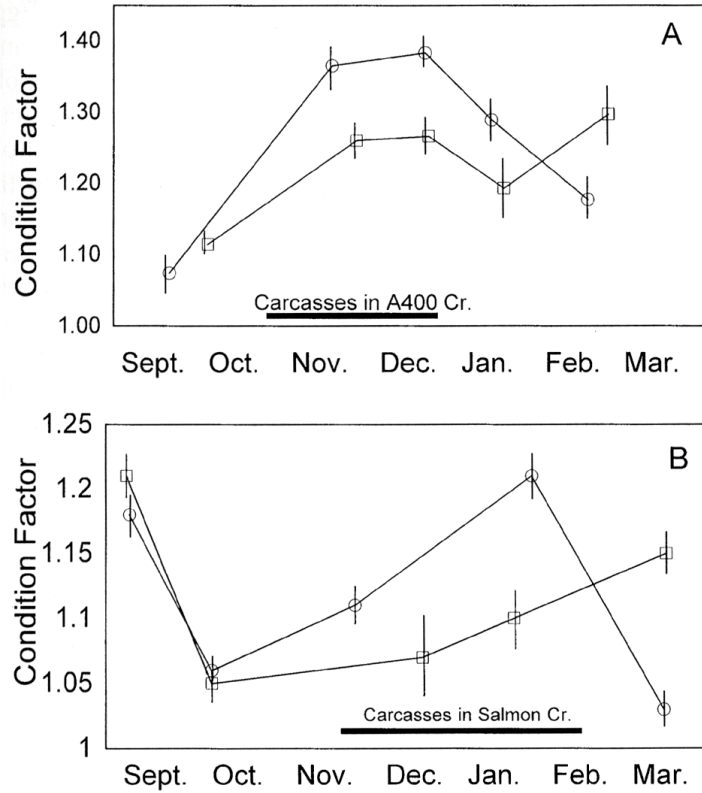 A
1.40
1.30
1.20
1.10
1.00
Condition Factor
Carcasses in A400 Cr.
Sept. Oct. Nov. Dec. Jan. Feb. Mar.
B
1.25
1.2
1.15
1.1
1.05
1
Condition Factor
Carcasses in Salmon Cr.
Sept. Oct. Nov. Dec. Jan. Feb. Mar.